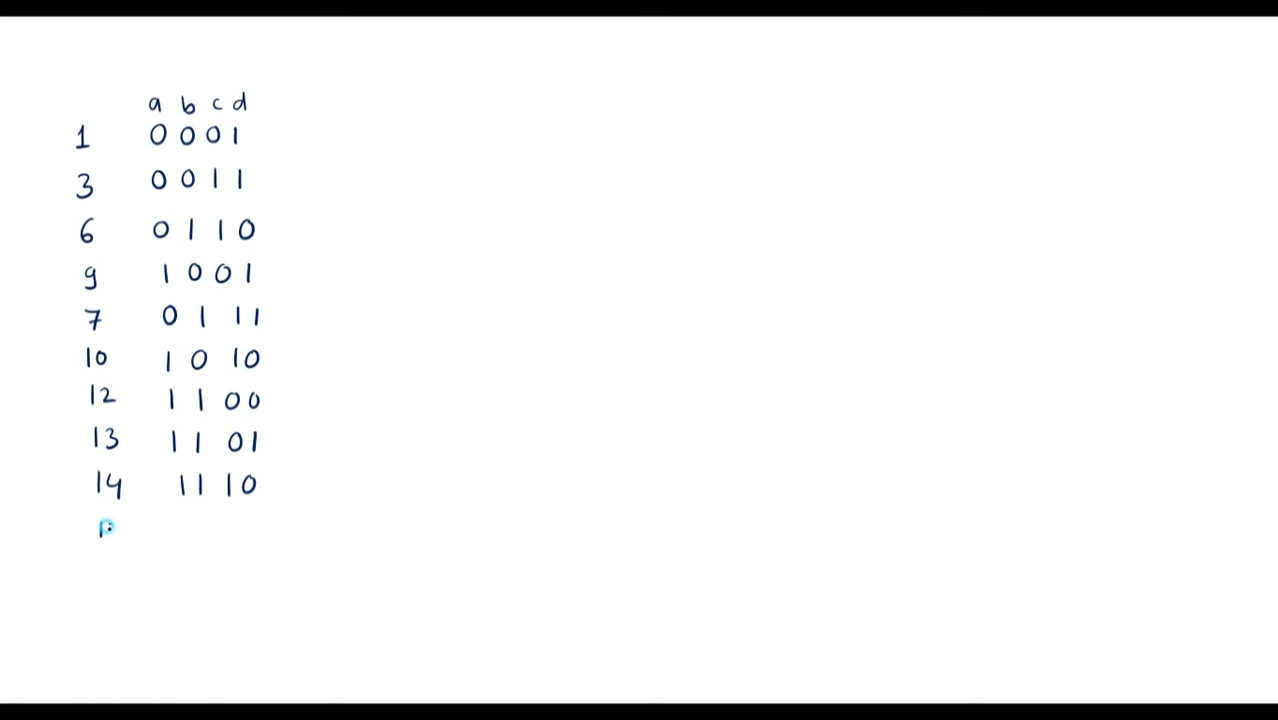 a b c d
1 0 0 0 1
3 0 0 1 1
6 0 1 1 0
9 1 0 0 1
7 0 1 1 1
10 1 0 1 0
12 1 1 0 0
13 1 1 0 1
14 1 1 1 0